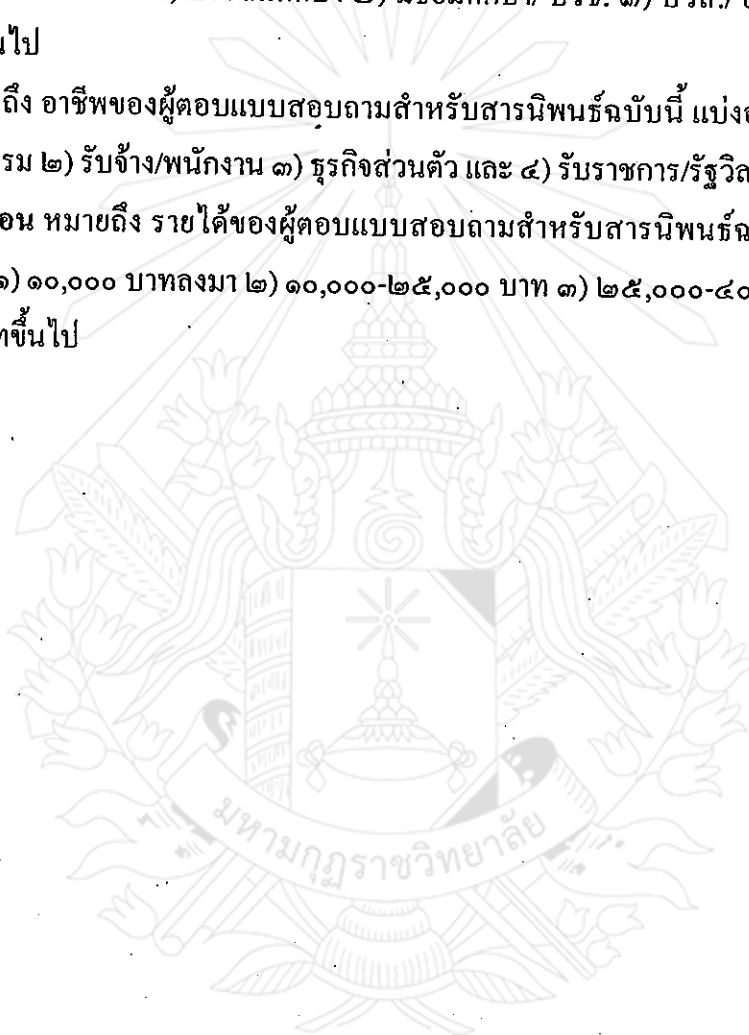 นไป
ถึง อาชีพของผู้ตอบแบบสอบถามสำหรับสารนิพนธ์ฉบับนี้ แบ่ง
รม ๒) รับจ้าง/พนักงาน ๓) ธุรกิจส่วนตัว และ ๔) รับราชการ/รัฐวิส
อน หมายถึง รายได้ของผู้ตอบแบบสอบถามสำหรับสารนิพนธ์ฉ
๑) ๑๐,๐๐๐ บาทลงมา ๒) ๑๐,๐๐๐-๒๕,๐๐๐ บาท ๓) ๒๕,๐๐๐-๔๐
ทขึ้นไป
มหามกุฏราชวิทยาลัย